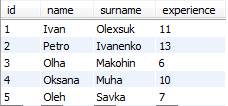 id name surname experience
1 Ivan Olexsuk 11
2 Petro Ivanenko 13
3 Olha Makohin 6
4 Oksana Muha 10
5 Oleh Savka 7